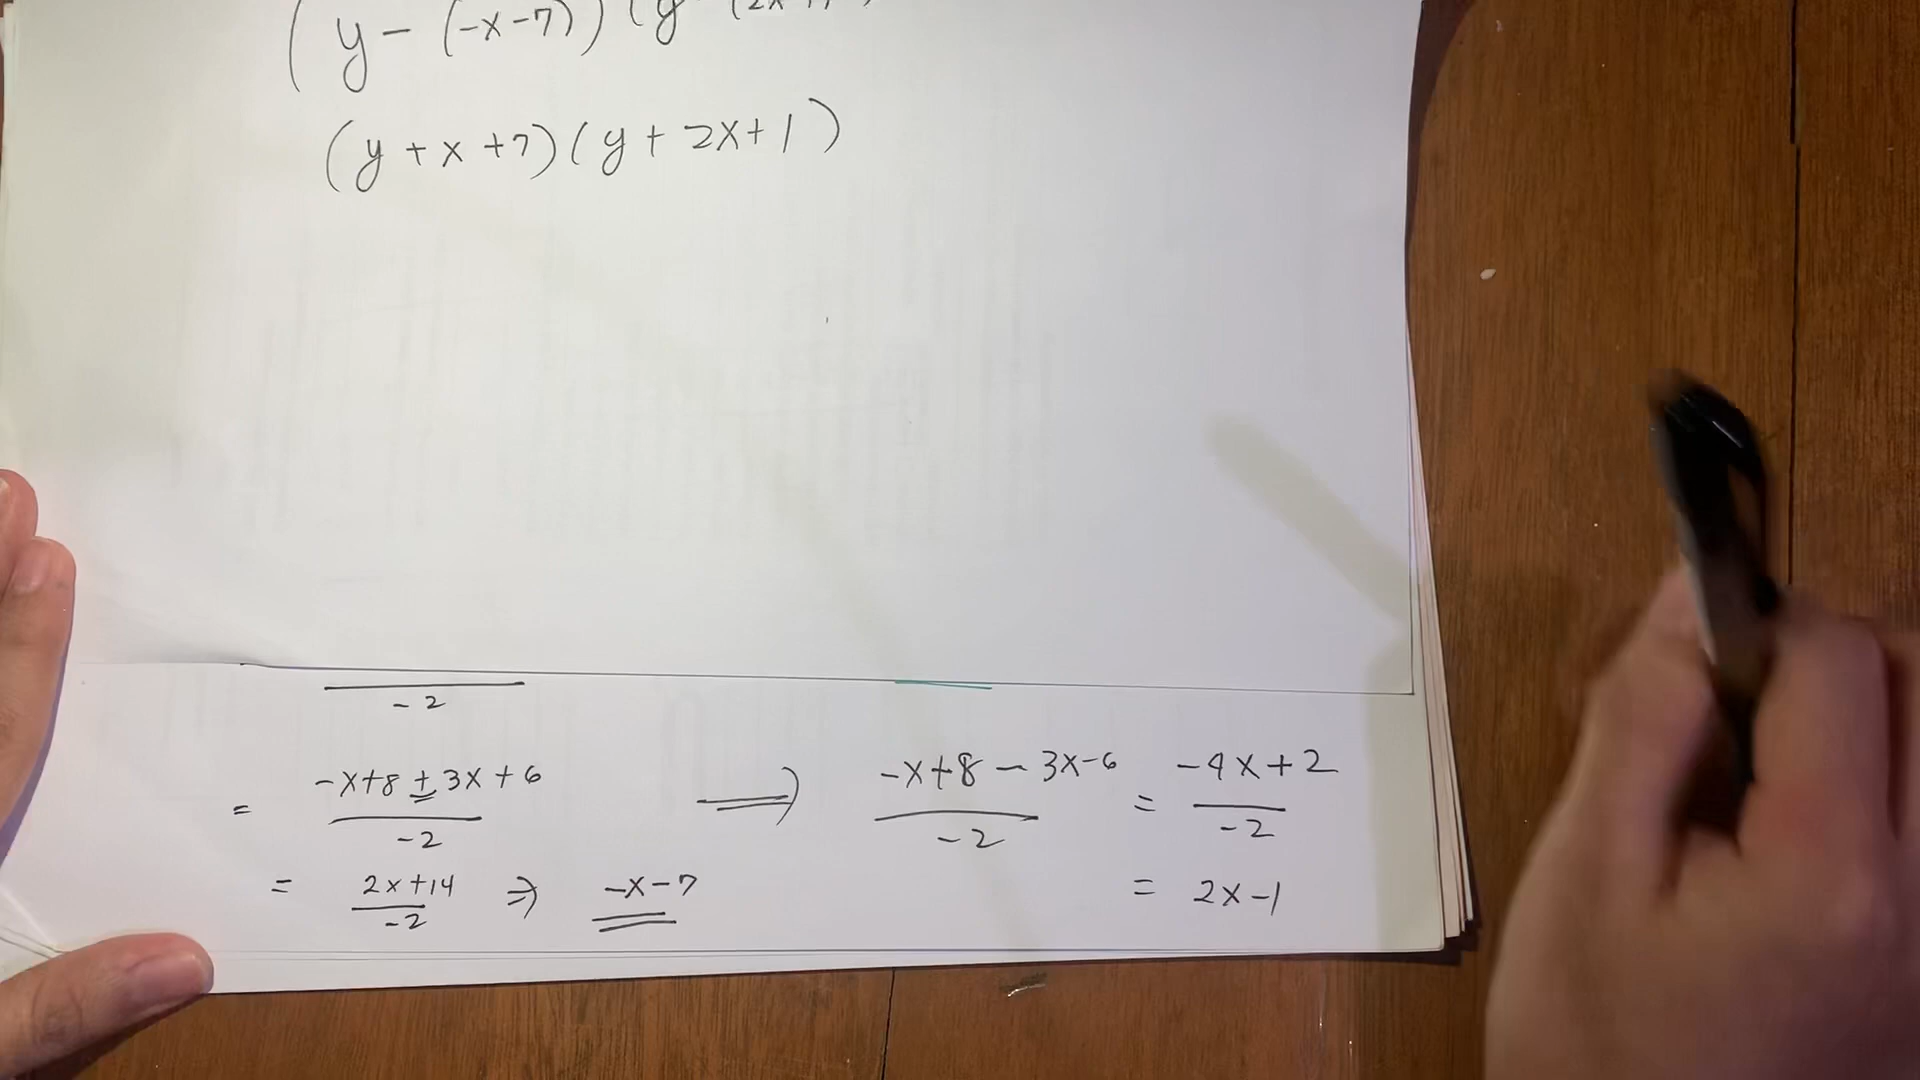 (y - (-x-7)) (y (2x
(y + x + 7)(y + 2x + 1)
-2
= -x+8 ± 3x + 6 / -2 ⟹ -x+8 - 3x-6 / -2 = -4x+2 / -2
= 2x+14 / -2 ⇒ -x-7 = 2x-1